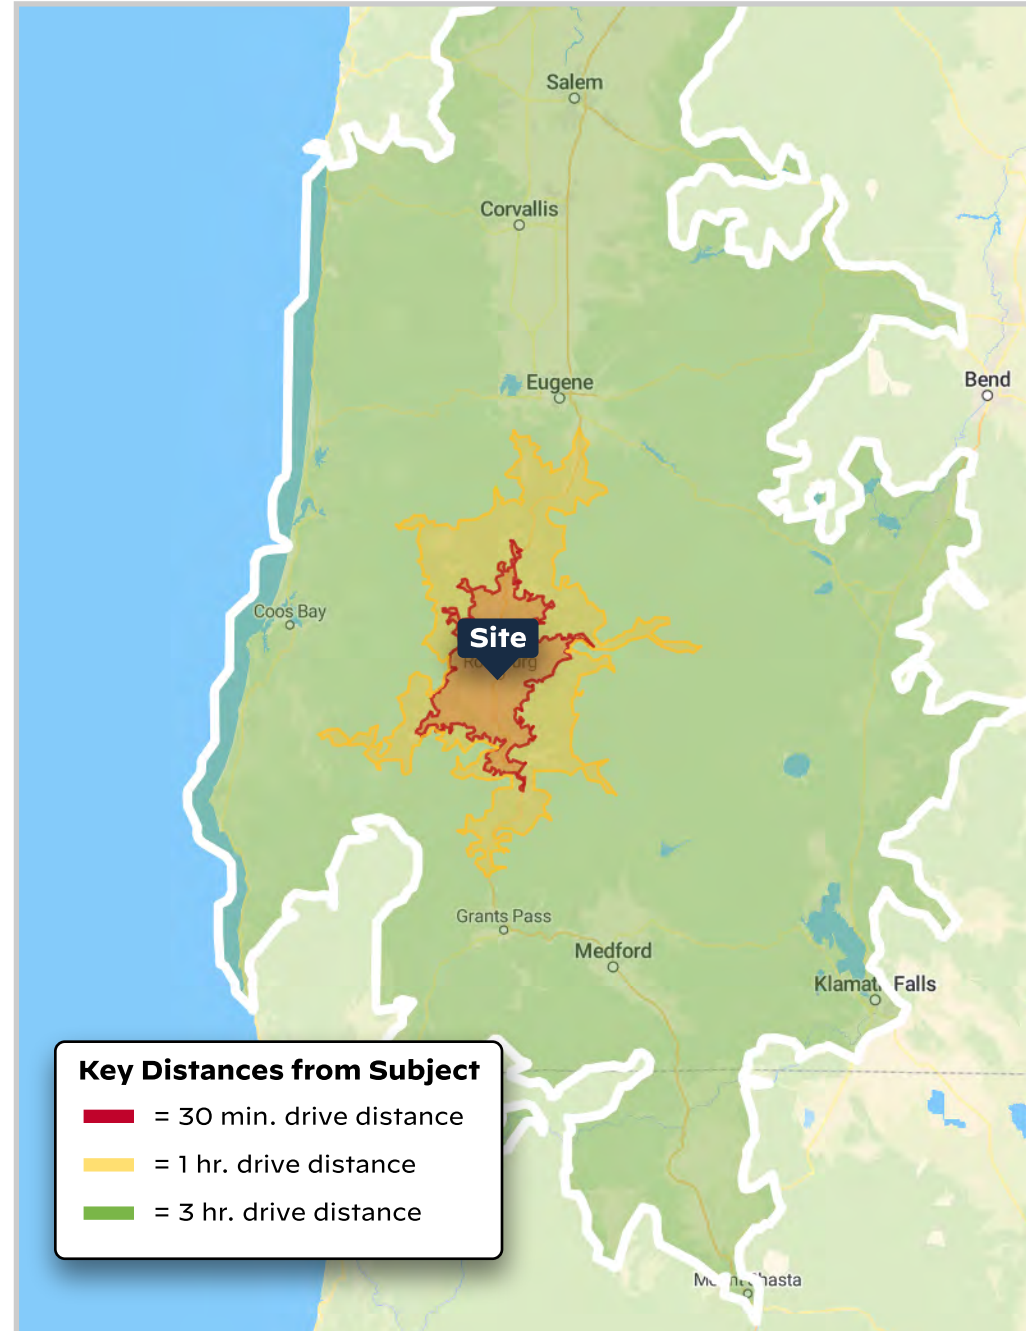 Salem
Corvallis
Eugene
Bend
Coos Bay
Site
Grants Pass
Medford
Falls
Key Distances from Subject
= 30 min. drive distance
= 1 hr. drive distance
= 3 hr. drive distance